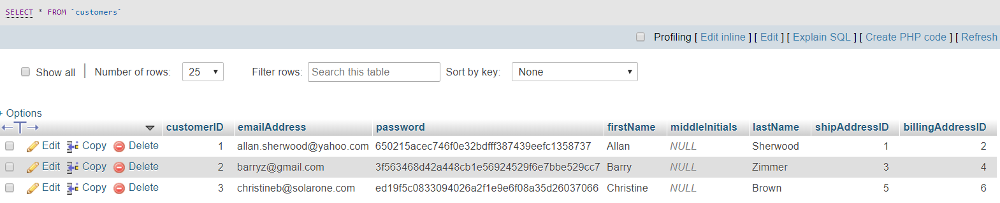 SELECT * FROM `customers`
Profiling [ Edit inline ] [ Edit ] [ Explain SQL ] [ Create PHP code ] [ Refresh
Show all Number of rows: 25 Filter rows: Search this table Sort by key: None
+ Options
customerID emailAddress password firstName middleInitials lastName shipAddressID billingAddressID
Edit Copy Delete 1 allan.sherwood@yahoo.com 650215acec746f0e32bdfff387439eefc1358737 Allan NULL Sherwood 1 2
Edit Copy Delete 2 barryz@gmail.com 3f563468d42a448cb1e56924529f6e7bbe529cc7 Barry NULL Zimmer 3 4
Edit Copy Delete 3 christineb@solarone.com ed19f5c0833094026a2f1e9e6f08a35d26037066 Christine NULL Brown 5 6